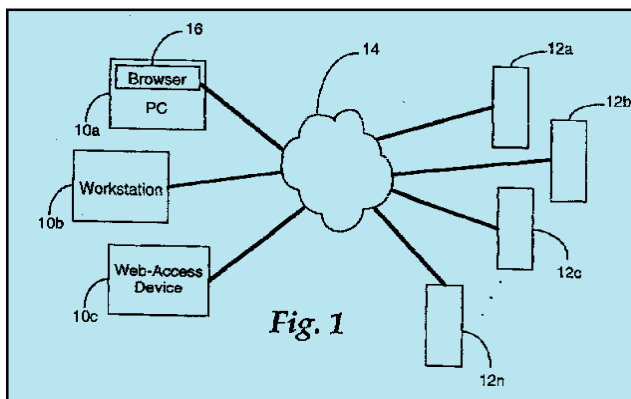 16
Browser
PC
10a
14
12a
12b
Workstation
10b
12c
Web-Access
Device
10c
Fig. 1
12n